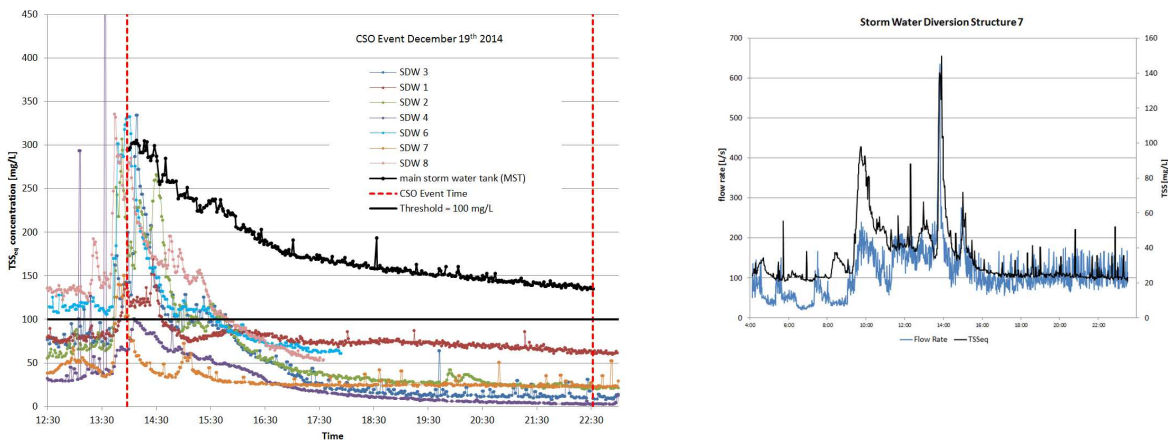 CSO Event December 19th 2014
450
400
350
300
250
200
150
100
50
0
TSSeq concentration [mg/L]
SDW 3
SDW 1
SDW 2
SDW 4
SDW 6
SDW 7
SDW 8
main storm water tank (MST)
CSO Event Time
Threshold = 100 mg/L
12:30 13:30 14:30 15:30 16:30 17:30 18:30 19:30 20:30 21:30 22:30
Time
Storm Water Diversion Structure 7
700
600
500
400
300
200
100
0
flow rate [L/s]
160
140
120
100
80
60
40
20
0
TSS [mg/L]
4:00 6:00 8:00 10:00 12:00 14:00 16:00 18:00 20:00 22:00
Flow Rate TSSeq